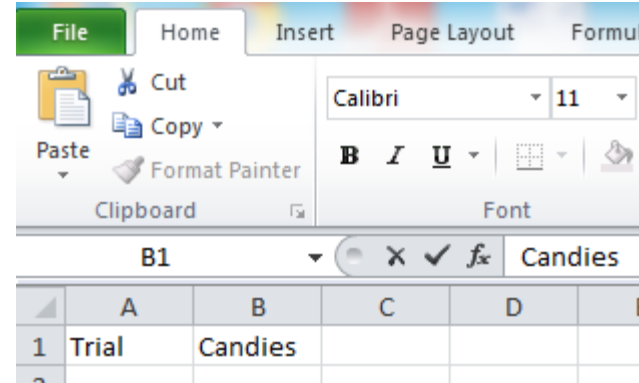 File Home Insert Page Layout Formu
Cut
Calibri 11
Copy
Paste
B I U
Format Painter
Clipboard Font
B1 fx Candies
A B C D
1 Trial Candies